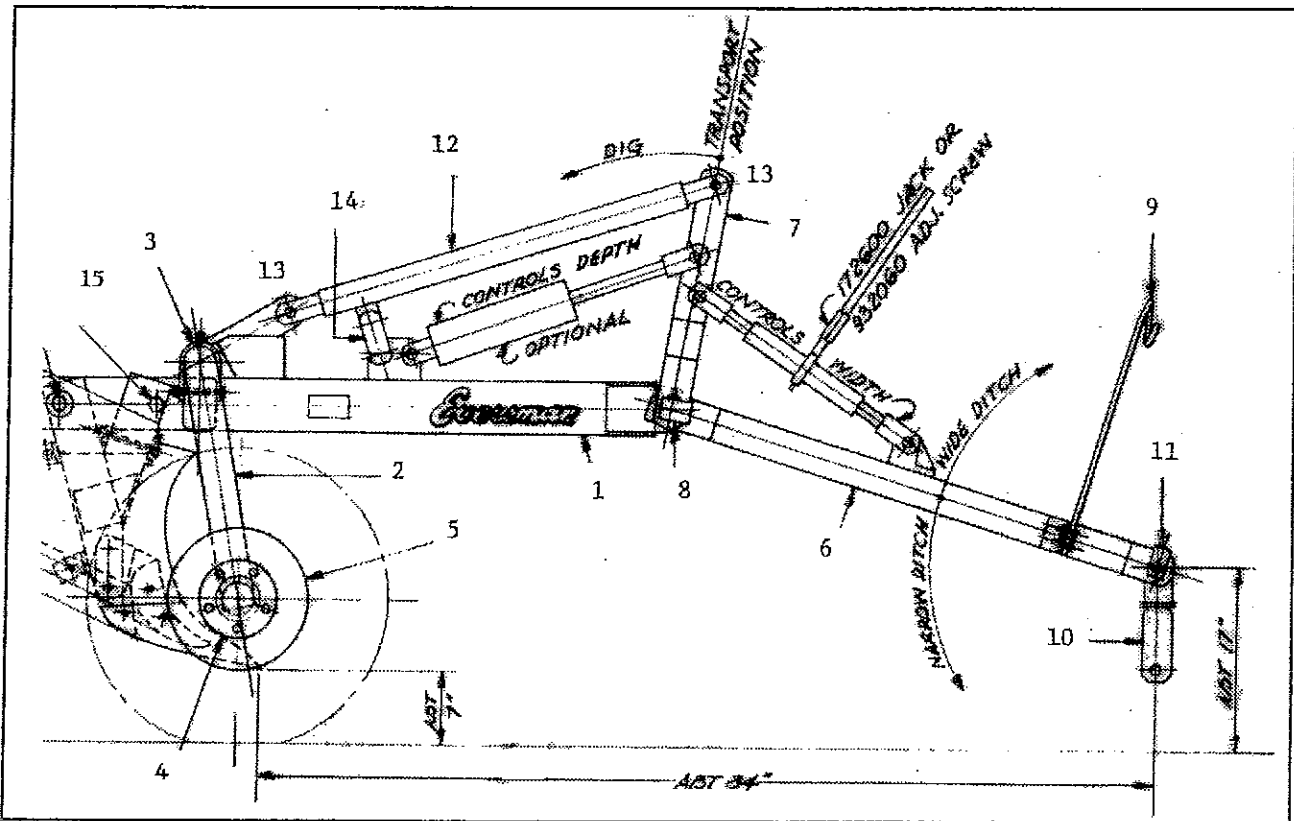 TRANSPORT
POSITION
DIG
12
13
14
7
172600 JACK OR
932060 ADJ. SCREW
9
3
13
15
CONTROLS DEPTH
OPTIONAL
CONTROLS
WIDTH
WIDE DITCH
Eversman
11
2
1
8
6
5
NARROW DITCH
10
ABT 17"
ABT
7"
4
ABT 84"